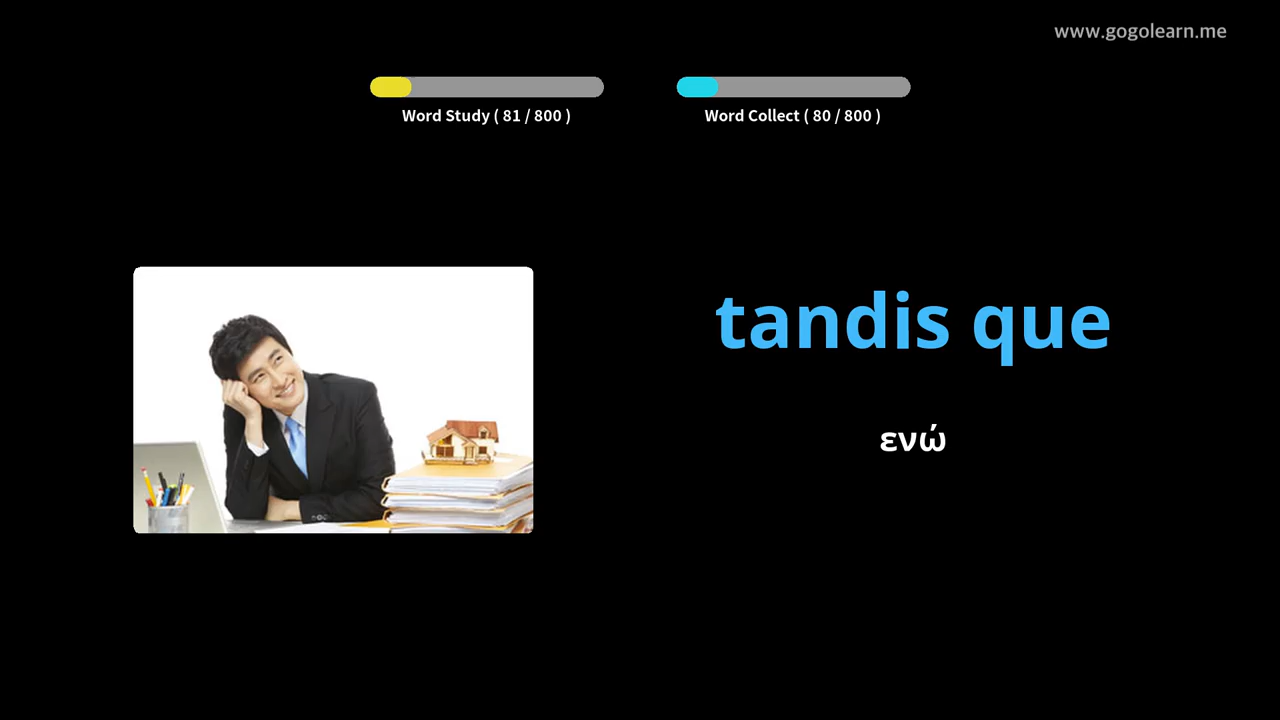 www.gogolearn.me
Word Study ( 81 / 800 )
Word Collect ( 80 / 800 )
tandis que
ενώ